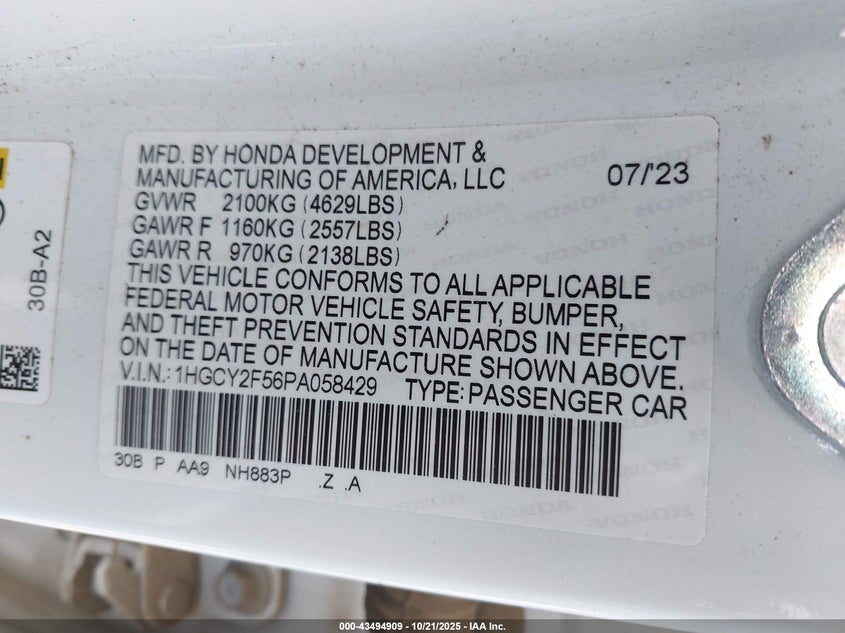 MFD. BY HONDA DEVELOPMENT &
MANUFACTURING OF AMERICA, LLC 07/'23
GVWR 2100KG (4629LBS)
GAWR F 1160KG (2557LBS)
GAWR R 970KG (2138LBS)
THIS VEHICLE CONFORMS TO ALL APPLICABLE
FEDERAL MOTOR VEHICLE SAFETY, BUMPER,
AND THEFT PREVENTION STANDARDS IN EFFECT
ON THE DATE OF MANUFACTURE SHOWN ABOVE.
V.I.N.: 1HGCY2F56PA058429 TYPE: PASSENGER CAR
30B P AA9 NH883P .Z .A
30B-A2
HONDA
000-43494909 - 10/21/2025 - IAA Inc.